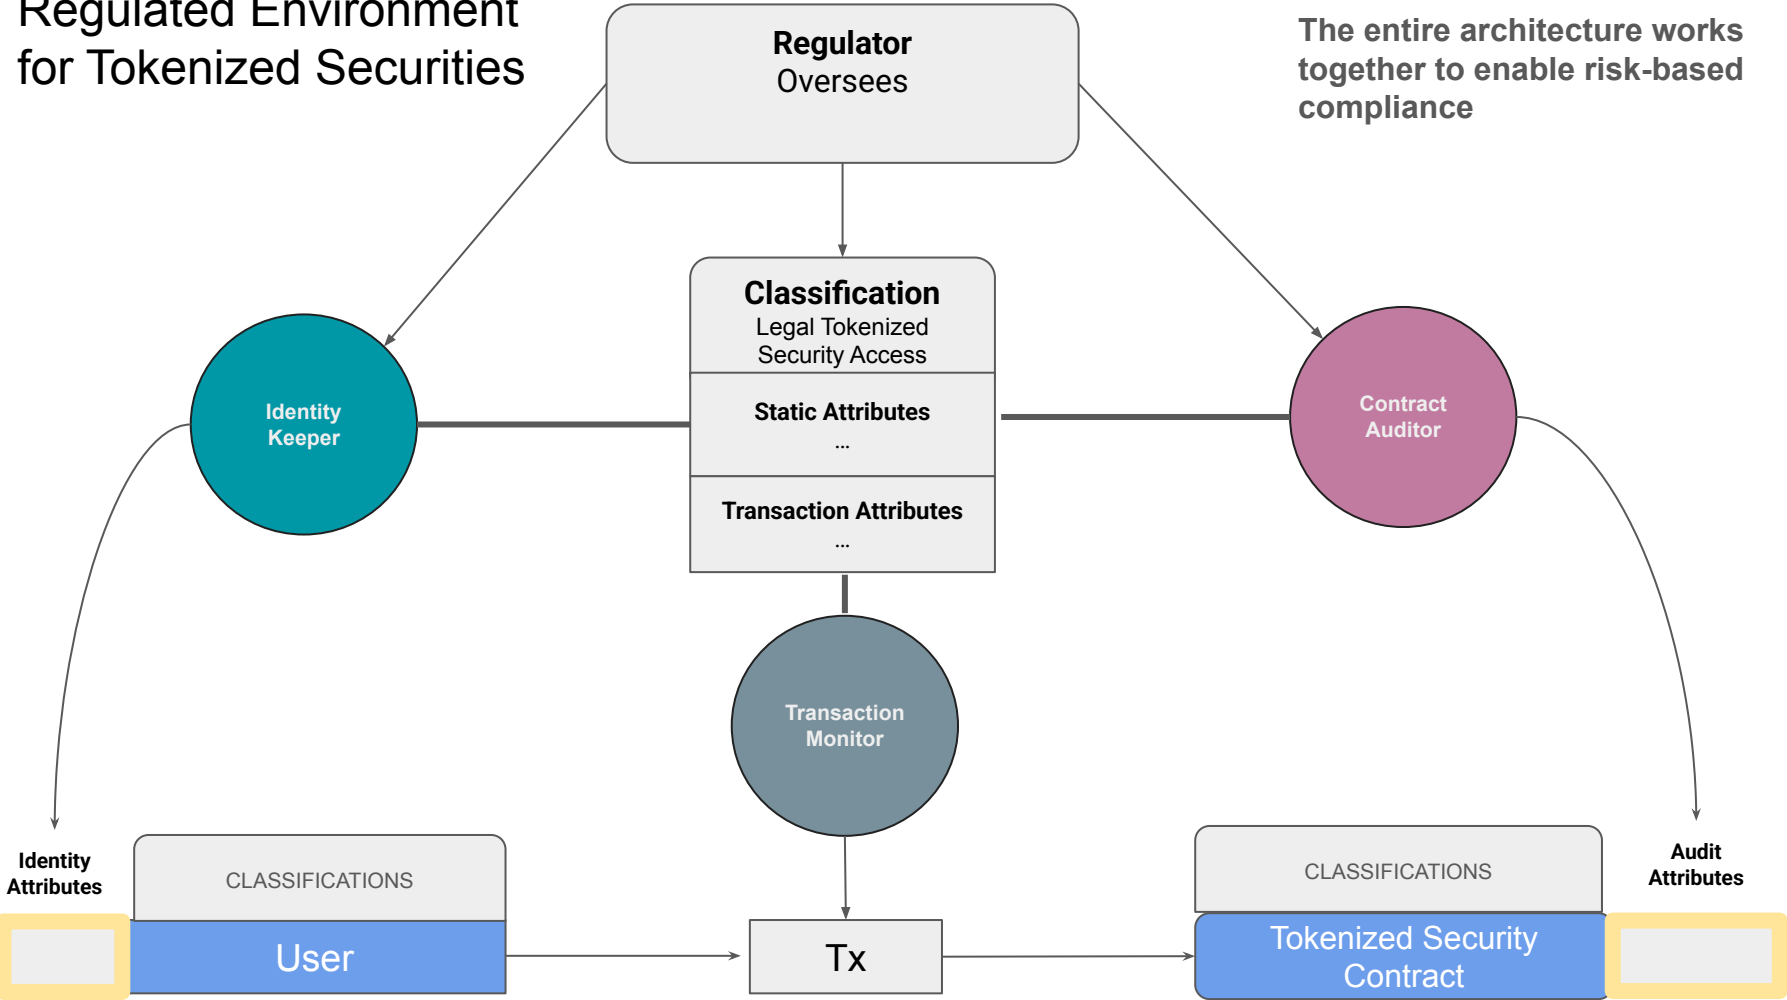 Regulated Environment
for Tokenized Securities
Regulator
Oversees
The entire architecture works
together to enable risk-based
compliance
Classification
Legal Tokenized
Security Access
Static Attributes
...
Transaction Attributes
...
Identity
Keeper
Contract
Auditor
Transaction
Monitor
Identity
Attributes
CLASSIFICATIONS
User
Tx
CLASSIFICATIONS
Tokenized Security
Contract
Audit
Attributes